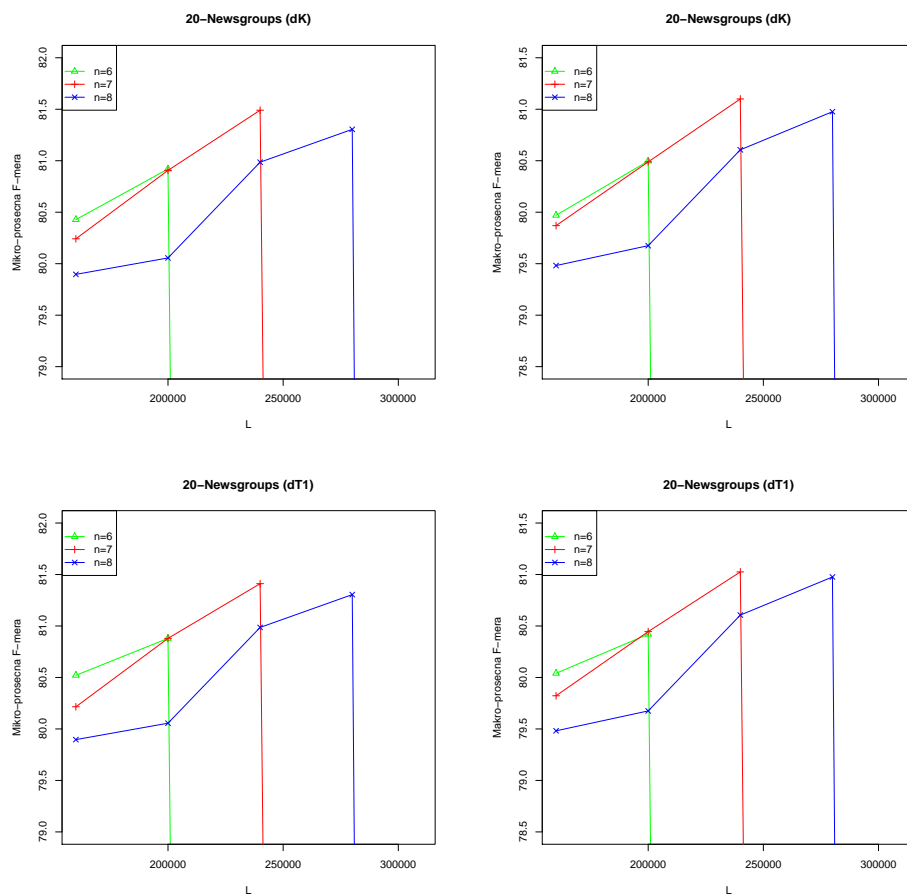 20−Newsgroups (dK)
Mikro−prosecna F−mera
82.0
81.5
81.0
80.5
80.0
79.5
79.0
n=6
n=7
n=8
200000 250000 300000
L
20−Newsgroups (dK)
Makro−prosecna F−mera
81.5
81.0
80.5
80.0
79.5
79.0
78.5
n=6
n=7
n=8
200000 250000 300000
L
20−Newsgroups (dT1)
Mikro−prosecna F−mera
82.0
81.5
81.0
80.5
80.0
79.5
79.0
n=6
n=7
n=8
200000 250000 300000
L
20−Newsgroups (dT1)
Makro−prosecna F−mera
81.5
81.0
80.5
80.0
79.5
79.0
78.5
n=6
n=7
n=8
200000 250000 300000
L